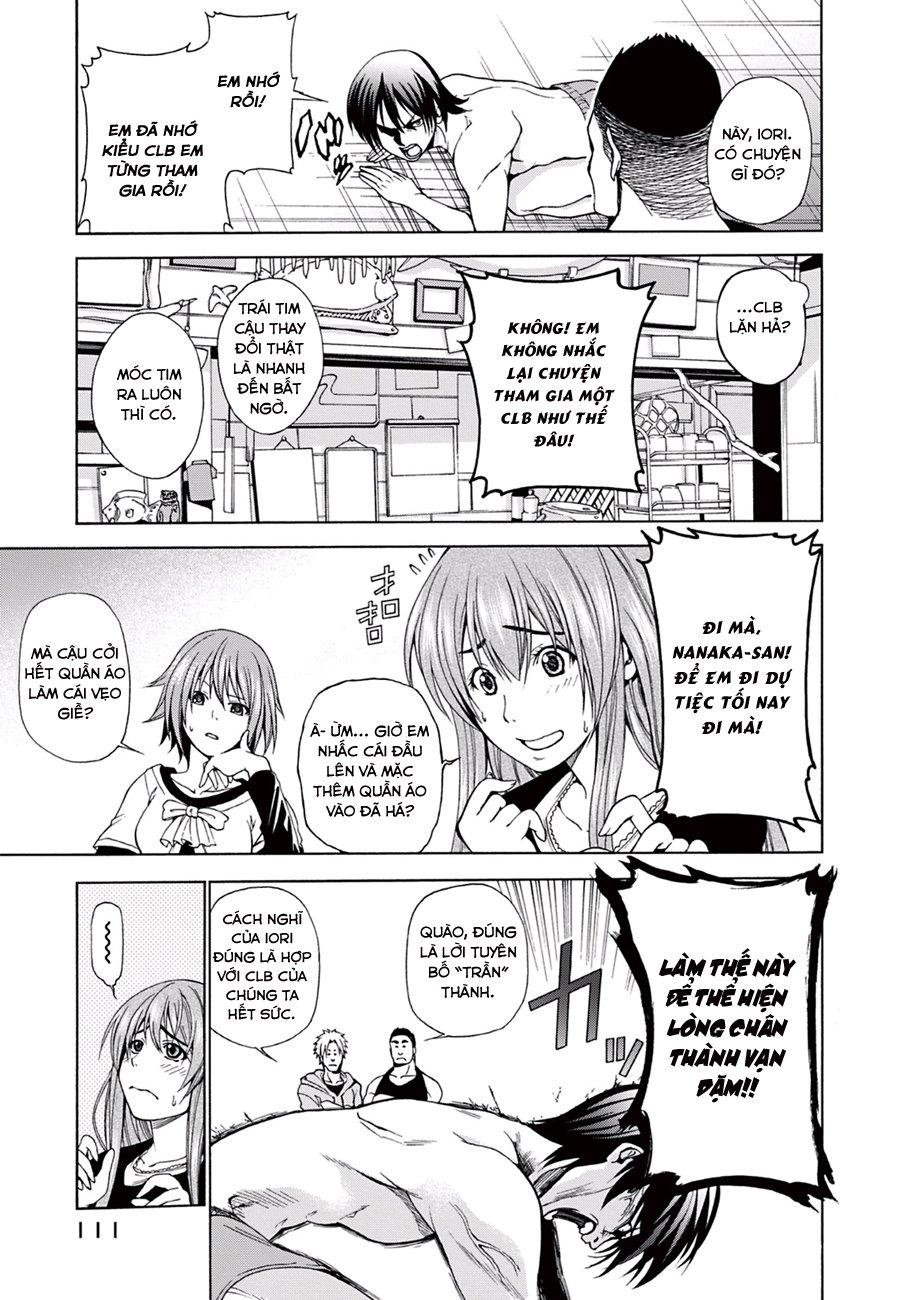 NÀY, IORI.
CÓ CHUYỆN
GÌ ĐÓ?
EM NHỚ
RỒI!
EM ĐÃ NHỚ
KIỂU CLB EM
TỪNG THAM
GIA RỒI!
...CLB
LẶN HẢ?
KHÔNG! EM
KHÔNG NHẮC
LẠI CHUYỆN
THAM GIA MỘT
CLB NHƯ THẾ
ĐÂU!
TRÁI TIM
CẬU THAY
ĐỔI THẬT
LÀ NHANH
ĐẾN BẤT
NGỜ.
MÓC TIM
RA LUÔN
THÌ CÓ.
ĐI MÀ,
NANAKA-SAN!
ĐỂ EM ĐI DỰ
TIỆC TỐI NAY
ĐI MÀ!
オロ
オロ
À- ỪM... GIỜ EM
NHẤC CÁI ĐẦU
LÊN VÀ MẶC
THÊM QUẦN ÁO
VÀO ĐÃ HÁ?
MÀ CẬU CỞI
HẾT QUẦN ÁO
LÀM CÁI VẸO
GIỀ?
LÀM THẾ NÀY
ĐỂ THỂ HIỆN
LÒNG CHÂN
THÀNH VẠN
DẶM!!
QUÀO, ĐÚNG
LÀ LỜI TUYÊN
BỐ “TRẦN”
THÀNH.
CÁCH NGHĨ
CỦA IORI
ĐÚNG LÀ HỢP
VỚI CLB CỦA
CHÚNG TA
HẾT SỨC.
111